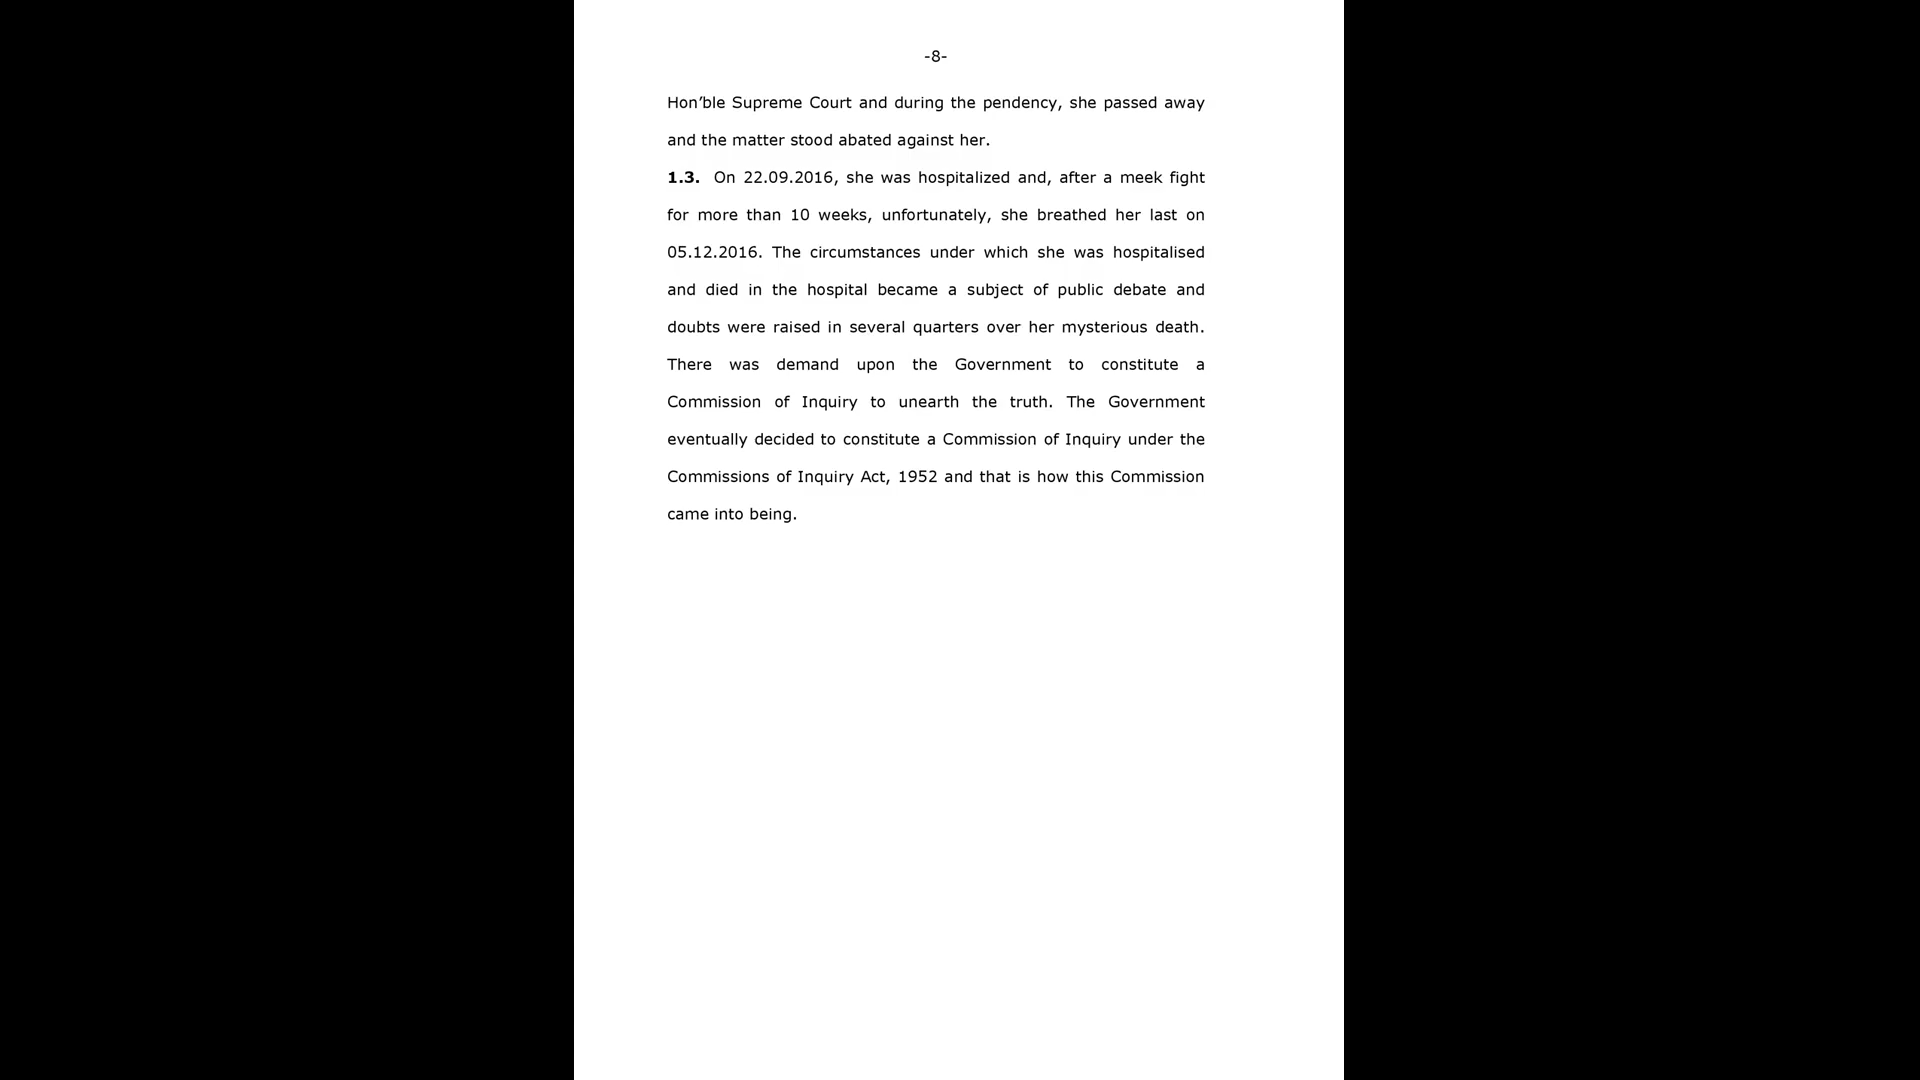 -8-
Hon’ble Supreme Court and during the pendency, she passed away
and the matter stood abated against her.
1.3. On 22.09.2016, she was hospitalized and, after a meek fight
for more than 10 weeks, unfortunately, she breathed her last on
05.12.2016. The circumstances under which she was hospitalised
and died in the hospital became a subject of public debate and
doubts were raised in several quarters over her mysterious death.
There was demand upon the Government to constitute a
Commission of Inquiry to unearth the truth. The Government
eventually decided to constitute a Commission of Inquiry under the
Commissions of Inquiry Act, 1952 and that is how this Commission
came into being.